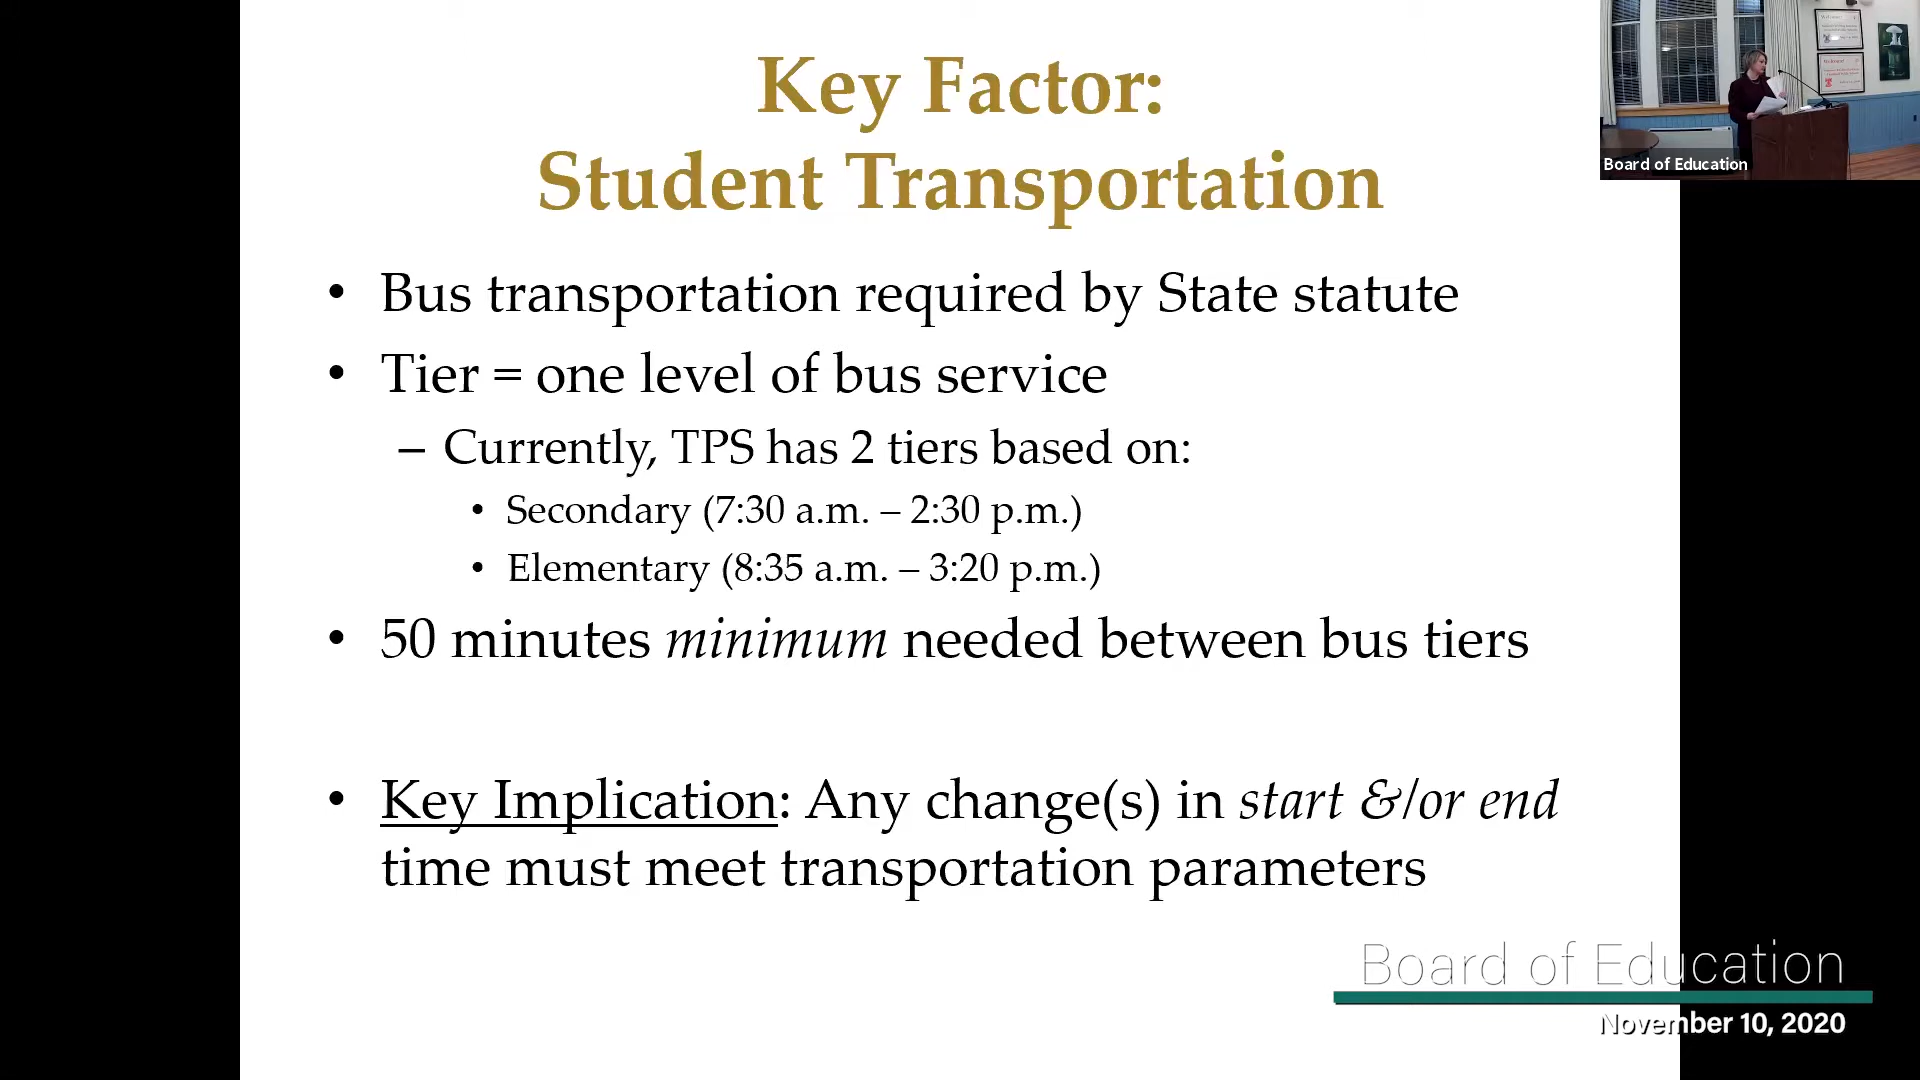 Key Factor:
Student Transportation
• Bus transportation required by State statute
• Tier = one level of bus service
– Currently, TPS has 2 tiers based on:
• Secondary (7:30 a.m. – 2:30 p.m.)
• Elementary (8:35 a.m. – 3:20 p.m.)
• 50 minutes minimum needed between bus tiers
• Key Implication: Any change(s) in start &/or end
time must meet transportation parameters
Board of Education
Board of Education
November 10, 2020